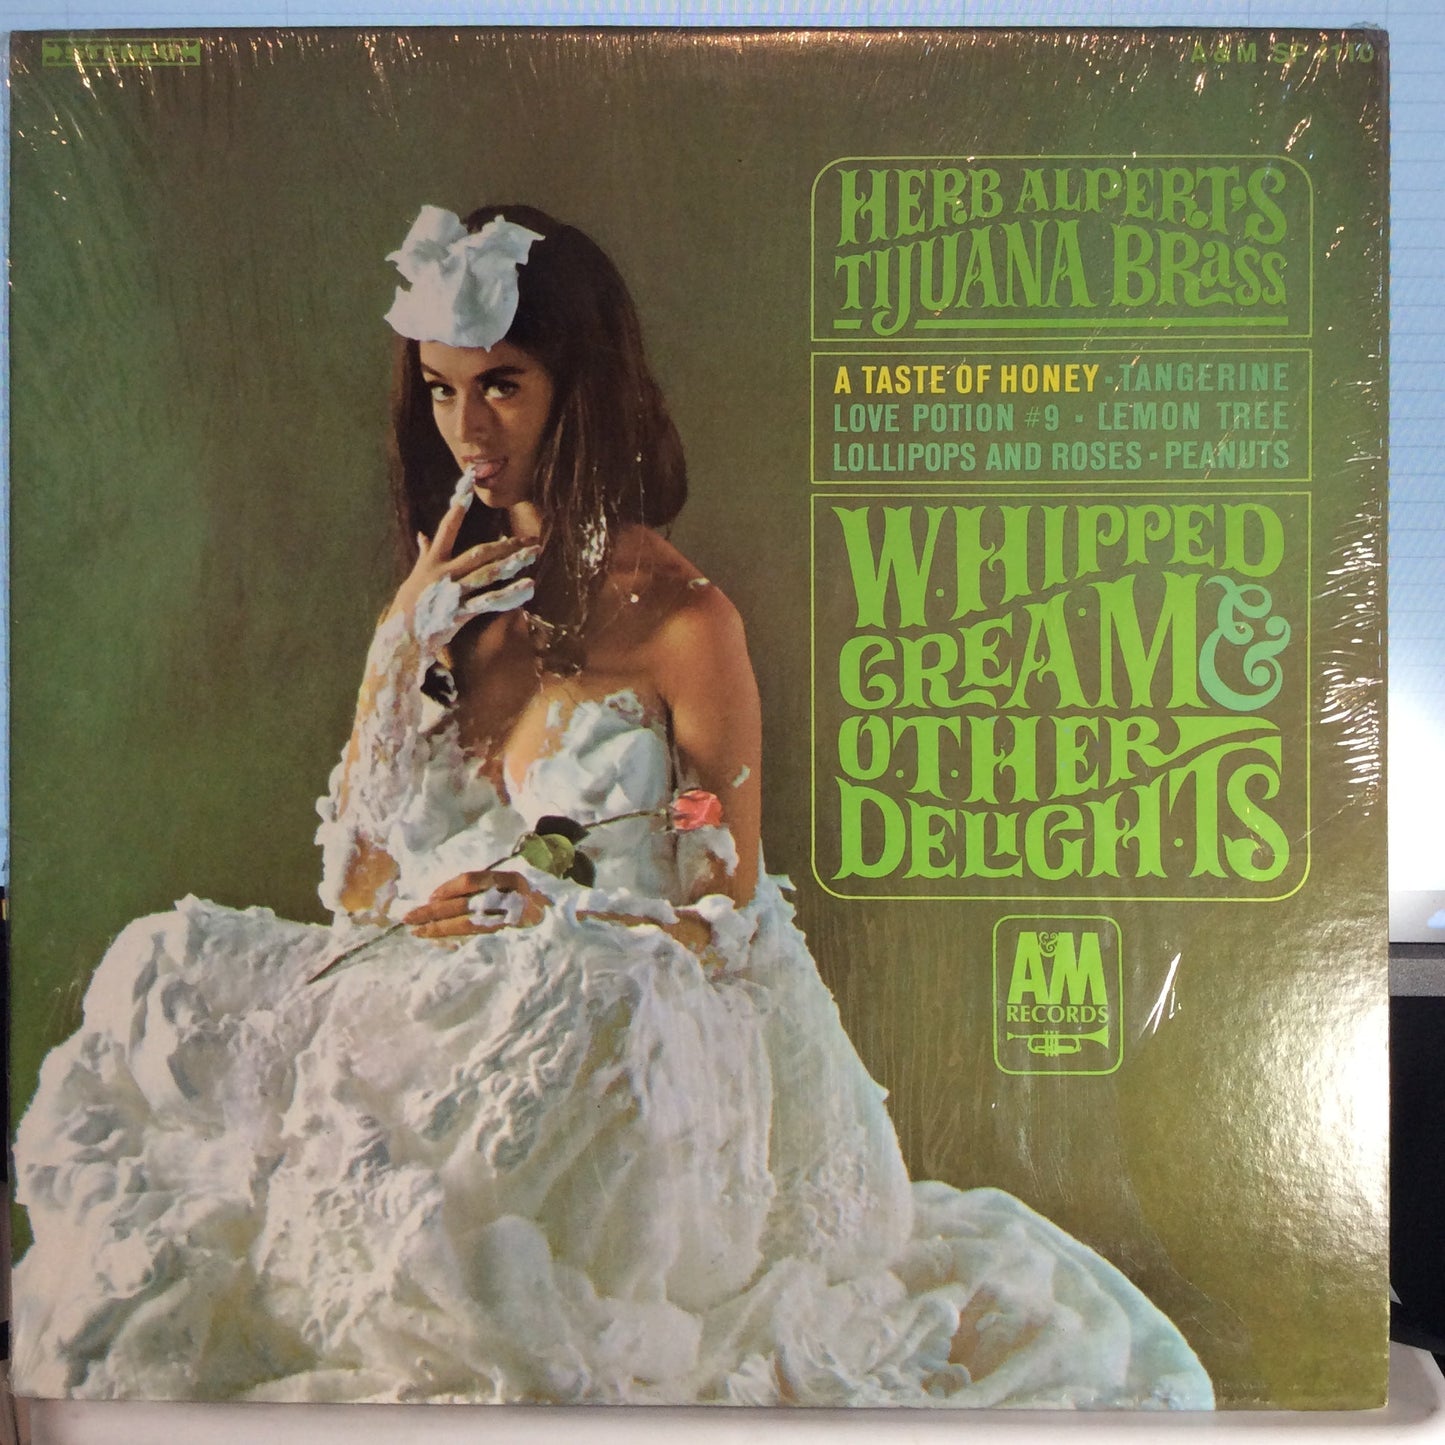 STEREO
A&M SP 4110
HERB ALPERT'S
TIJUANA BRASS
A TASTE OF HONEY · TANGERINE
LOVE POTION #9 · LEMON TREE
LOLLIPOPS AND ROSES · PEANUTS
WHIPPED
CREAM &
OTHER
DELIGHTS
A&M
RECORDS